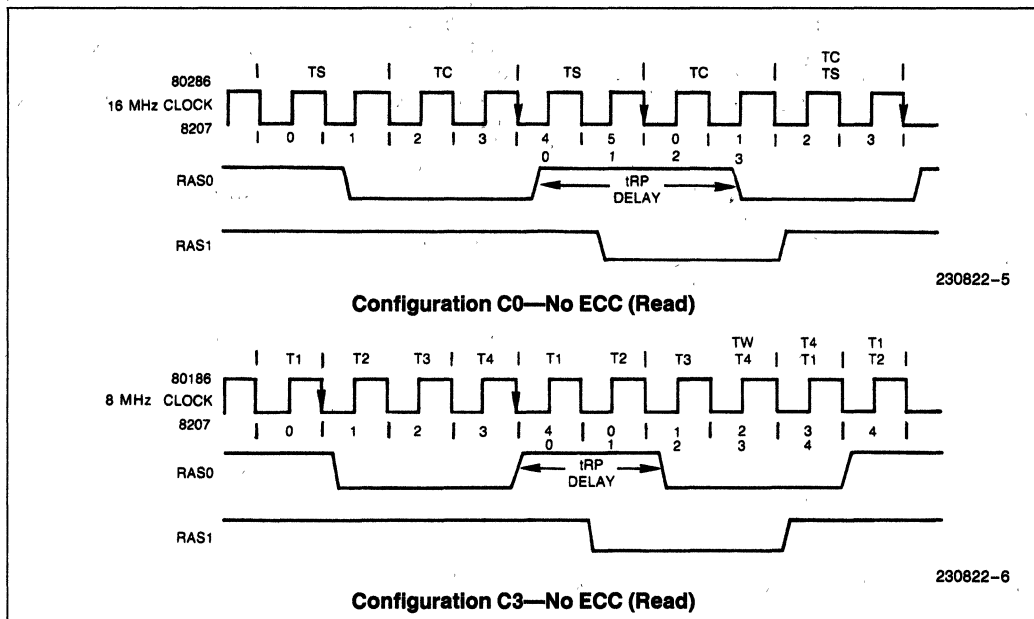 TC
| TS | TC | TS | TC | TS |
80286
16 MHz CLOCK
8207
| 0 | 1 | 2 | 3 | 4 | 5 | 0 | 1 | 2 | 3 |
0 1 2 3
RAS0
tRP
DELAY
RAS1
230822–5
Configuration C0—No ECC (Read)
TW T4 T1
| T1 | T2 | T3 | T4 | T1 | T2 | T3 | T4 | T1 | T2 |
80186
8 MHz CLOCK
8207
| 0 | 1 | 2 | 3 | 4 | 0 | 1 | 2 | 3 | 4 |
0 1 2 3 4
RAS0
tRP
DELAY
RAS1
230822–6
Configuration C3—No ECC (Read)